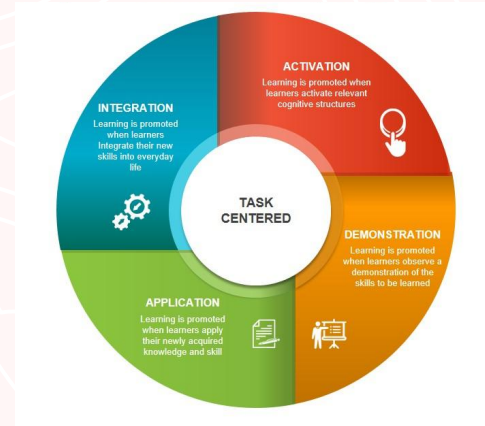 ACTIVATION
Learning is promoted when
learners activate relevant
cognitive structures
INTEGRATION
Learning is promoted
when learners
Integrate their new
skills into everyday
life
TASK
CENTERED
DEMONSTRATION
Learning is promoted
when learners observe a
demonstration of the
skills to be learned
APPLICATION
Learning is promoted
when learners apply
their newly acquired
knowledge and skill